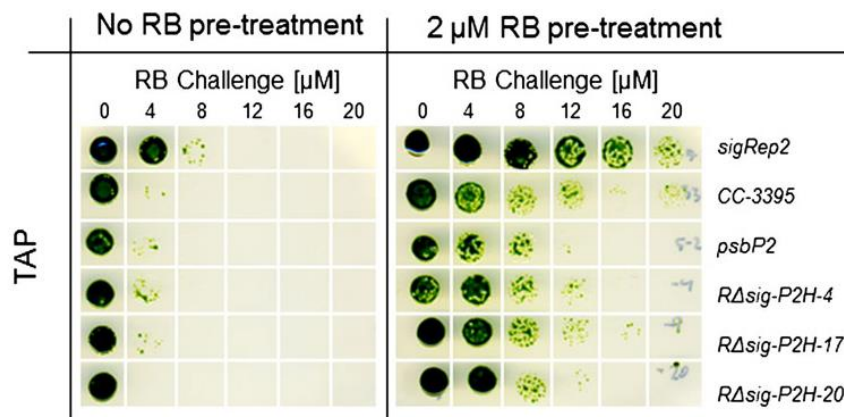 No RB pre-treatment 2 µM RB pre-treatment
RB Challenge [µM] RB Challenge [µM]
0 4 8 12 16 20 0 4 8 12 16 20
TAP
sigRep2
CC-3395
psbP2
RΔsig-P2H-4
RΔsig-P2H-17
RΔsig-P2H-20